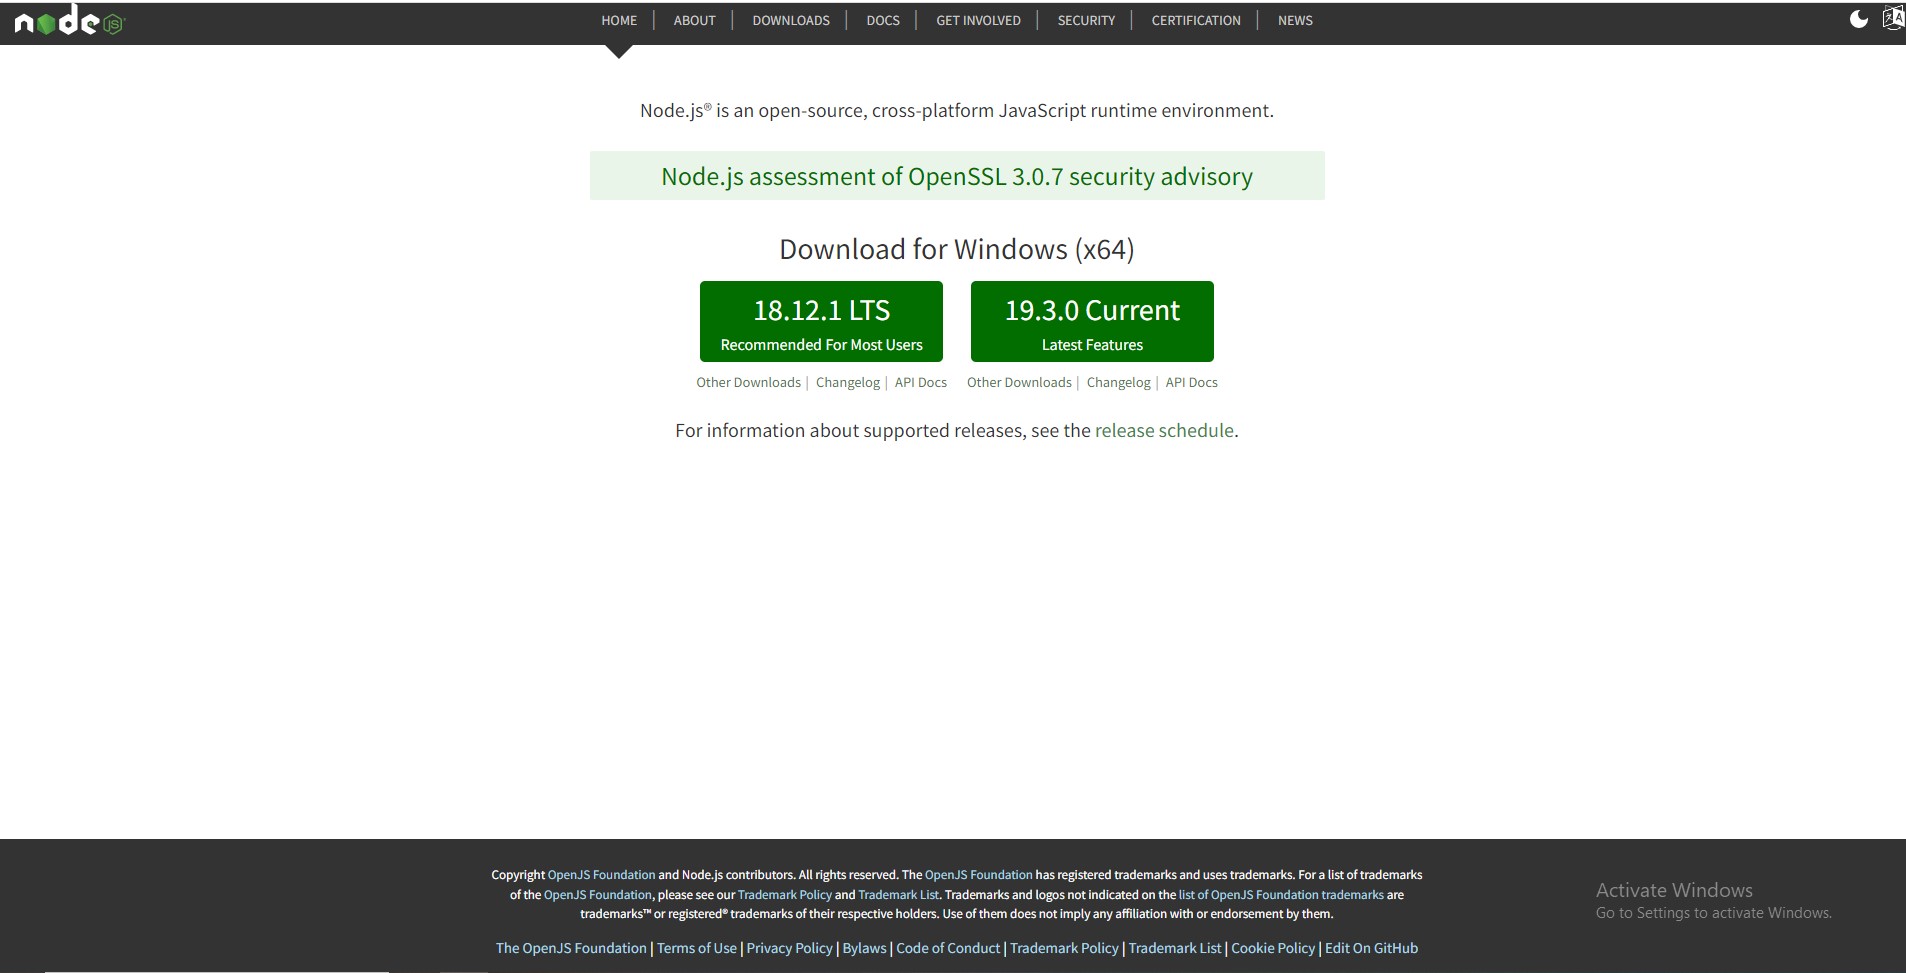 node JS
HOME | ABOUT | DOWNLOADS | DOCS | GET INVOLVED | SECURITY | CERTIFICATION | NEWS
Node.js® is an open-source, cross-platform JavaScript runtime environment.
Node.js assessment of OpenSSL 3.0.7 security advisory
Download for Windows (x64)
18.12.1 LTS
Recommended For Most Users
19.3.0 Current
Latest Features
Other Downloads | Changelog | API Docs
Other Downloads | Changelog | API Docs
For information about supported releases, see the release schedule.
Copyright OpenJS Foundation and Node.js contributors. All rights reserved. The OpenJS Foundation has registered trademarks and uses trademarks. For a list of trademarks
of the OpenJS Foundation, please see our Trademark Policy and Trademark List. Trademarks and logos not indicated on the list of OpenJS Foundation trademarks are
trademarks™ or registered® trademarks of their respective holders. Use of them does not imply any affiliation with or endorsement by them.
The OpenJS Foundation | Terms of Use | Privacy Policy | Bylaws | Code of Conduct | Trademark Policy | Trademark List | Cookie Policy | Edit On GitHub
Activate Windows
Go to Settings to activate Windows.